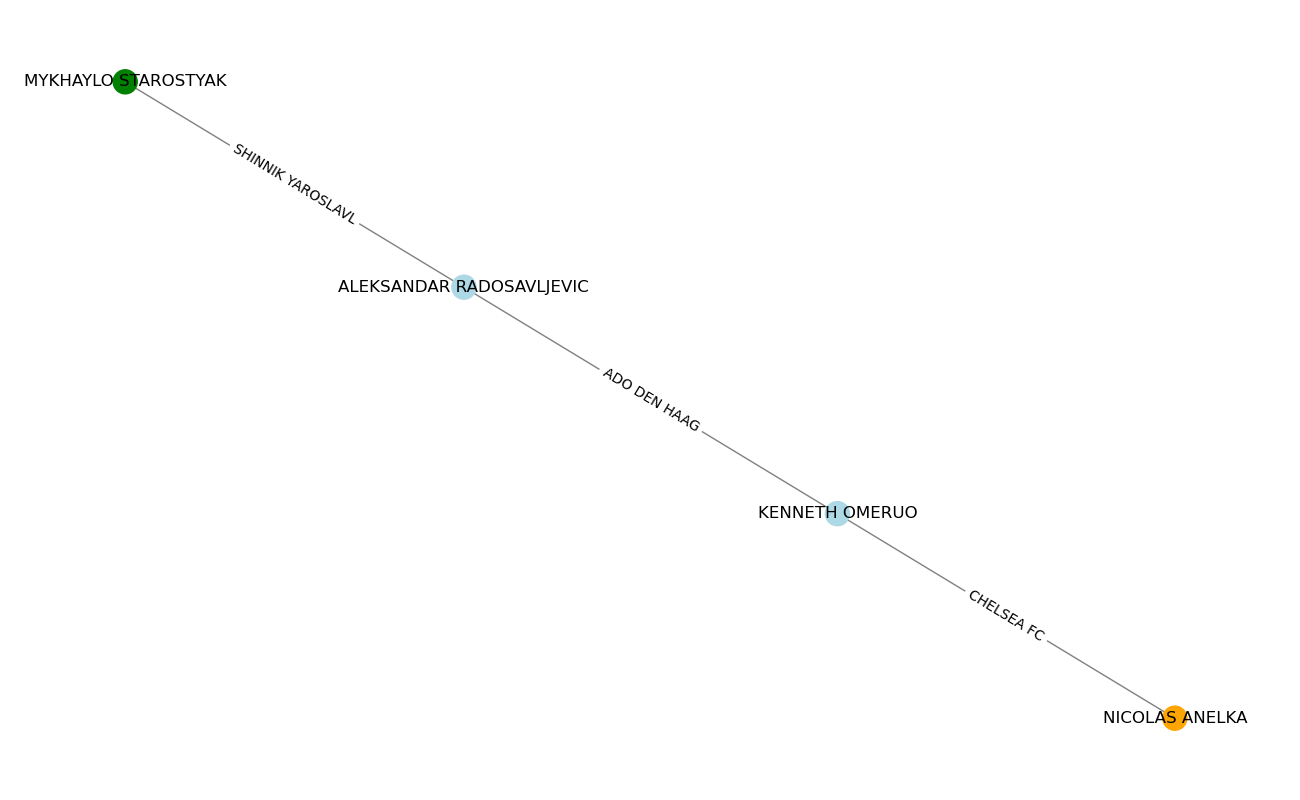 MYKHAYLO STAROSTYAK
SHINNIK YAROSLAVL
ALEKSANDAR RADOSAVLJEVIC
ADO DEN HAAG
KENNETH OMERUO
CHELSEA FC
NICOLAS ANELKA